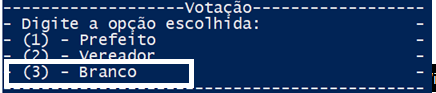 -------------------Votação-------------------
- Digite a opção escolhida: -
- (1) - Prefeito -
- (2) - Vereador -
- (3) - Branco -
---------------------------------------------